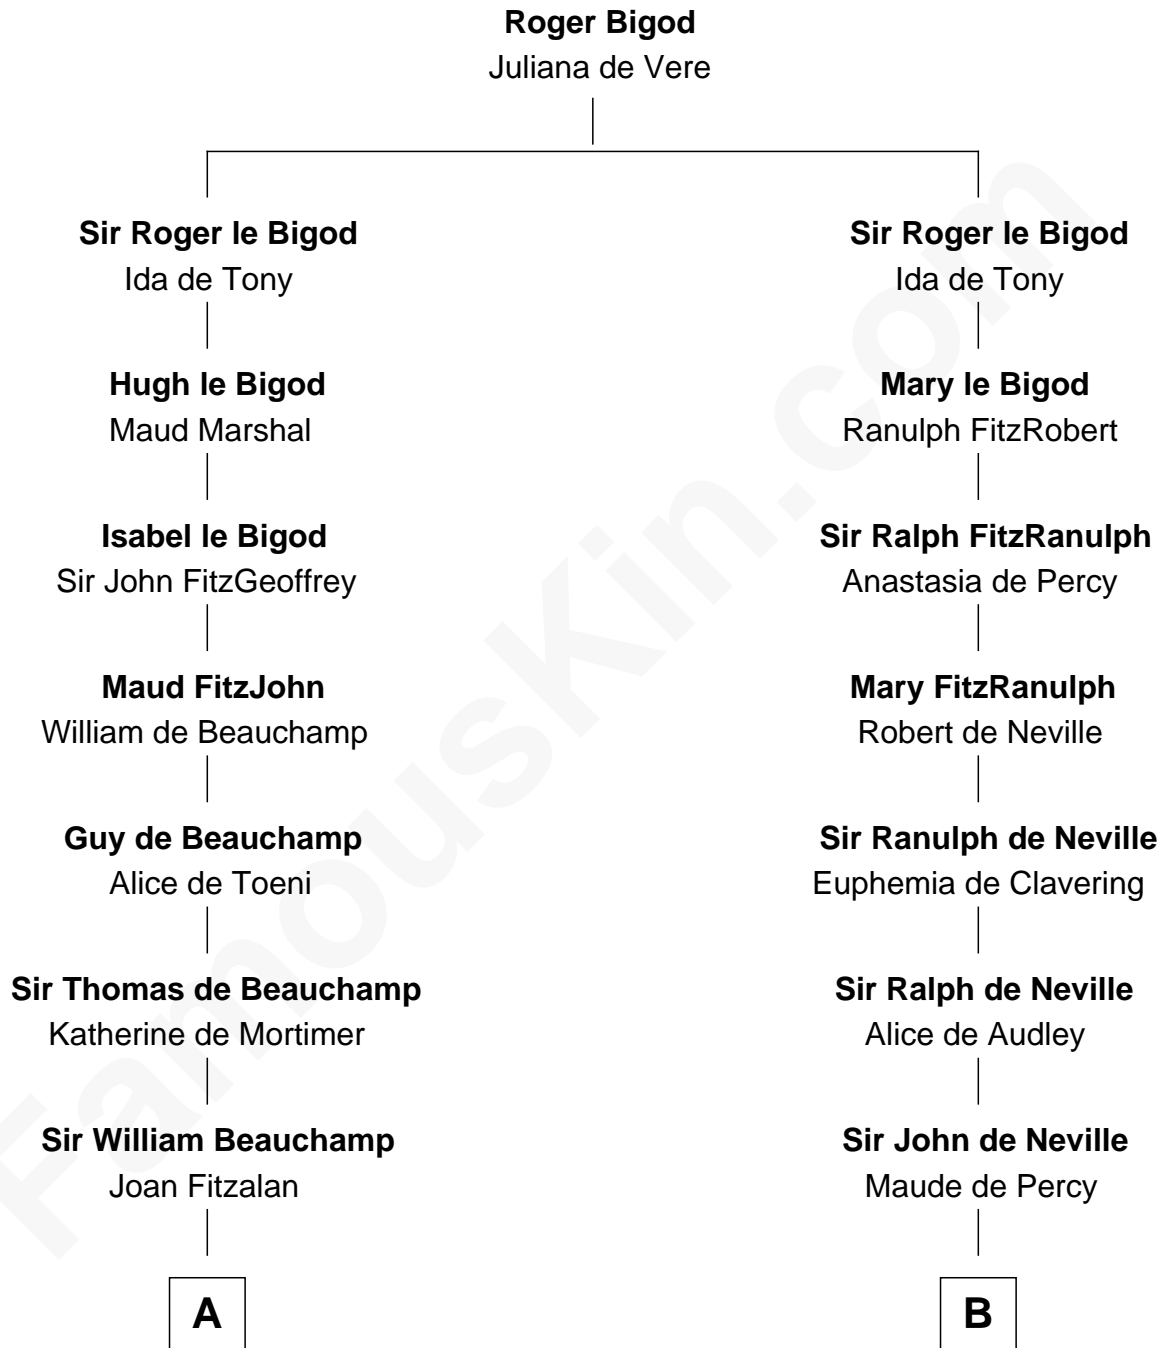 Roger Bigod
Juliana de Vere
Sir Roger le Bigod
Ida de Tony
Hugh le Bigod
Maud Marshal
Isabel le Bigod
Sir John FitzGeoffrey
Maud FitzJohn
William de Beauchamp
Guy de Beauchamp
Alice de Toeni
Sir Thomas de Beauchamp
Katherine de Mortimer
Sir William Beauchamp
Joan Fitzalan
A
Sir Roger le Bigod
Ida de Tony
Mary le Bigod
Ranulph FitzRobert
Sir Ralph FitzRanulph
Anastasia de Percy
Mary FitzRanulph
Robert de Neville
Sir Ranulph de Neville
Euphemia de Clavering
Sir Ralph de Neville
Alice de Audley
Sir John de Neville
Maude de Percy
B
FamousKin.com